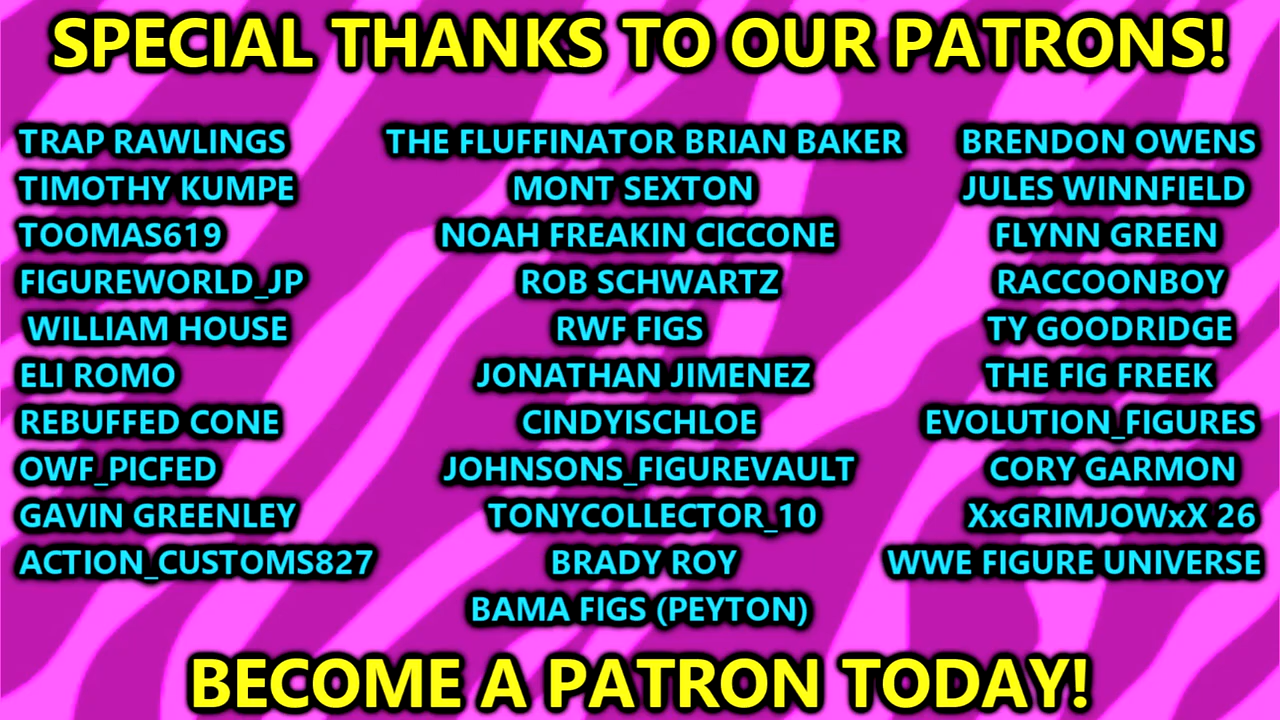 SPECIAL THANKS TO OUR PATRONS!
TRAP RAWLINGS
TIMOTHY KUMPE
TOOMAS619
FIGUREWORLD_JP
WILLIAM HOUSE
ELI ROMO
REBUFFED CONE
OWF_PICFED
GAVIN GREENLEY
ACTION_CUSTOMS827
THE FLUFFINATOR BRIAN BAKER
MONT SEXTON
NOAH FREAKIN CICCONE
ROB SCHWARTZ
RWF FIGS
JONATHAN JIMENEZ
CINDYISCHLOE
JOHNSONS_FIGUREVAULT
TONYCOLLECTOR_10
BRADY ROY
BAMA FIGS (PEYTON)
BRENDON OWENS
JULES WINNFIELD
FLYNN GREEN
RACCOONBOY
TY GOODRIDGE
THE FIG FREEK
EVOLUTION_FIGURES
CORY GARMON
XxGRIMJOWxX 26
WWE FIGURE UNIVERSE
BECOME A PATRON TODAY!